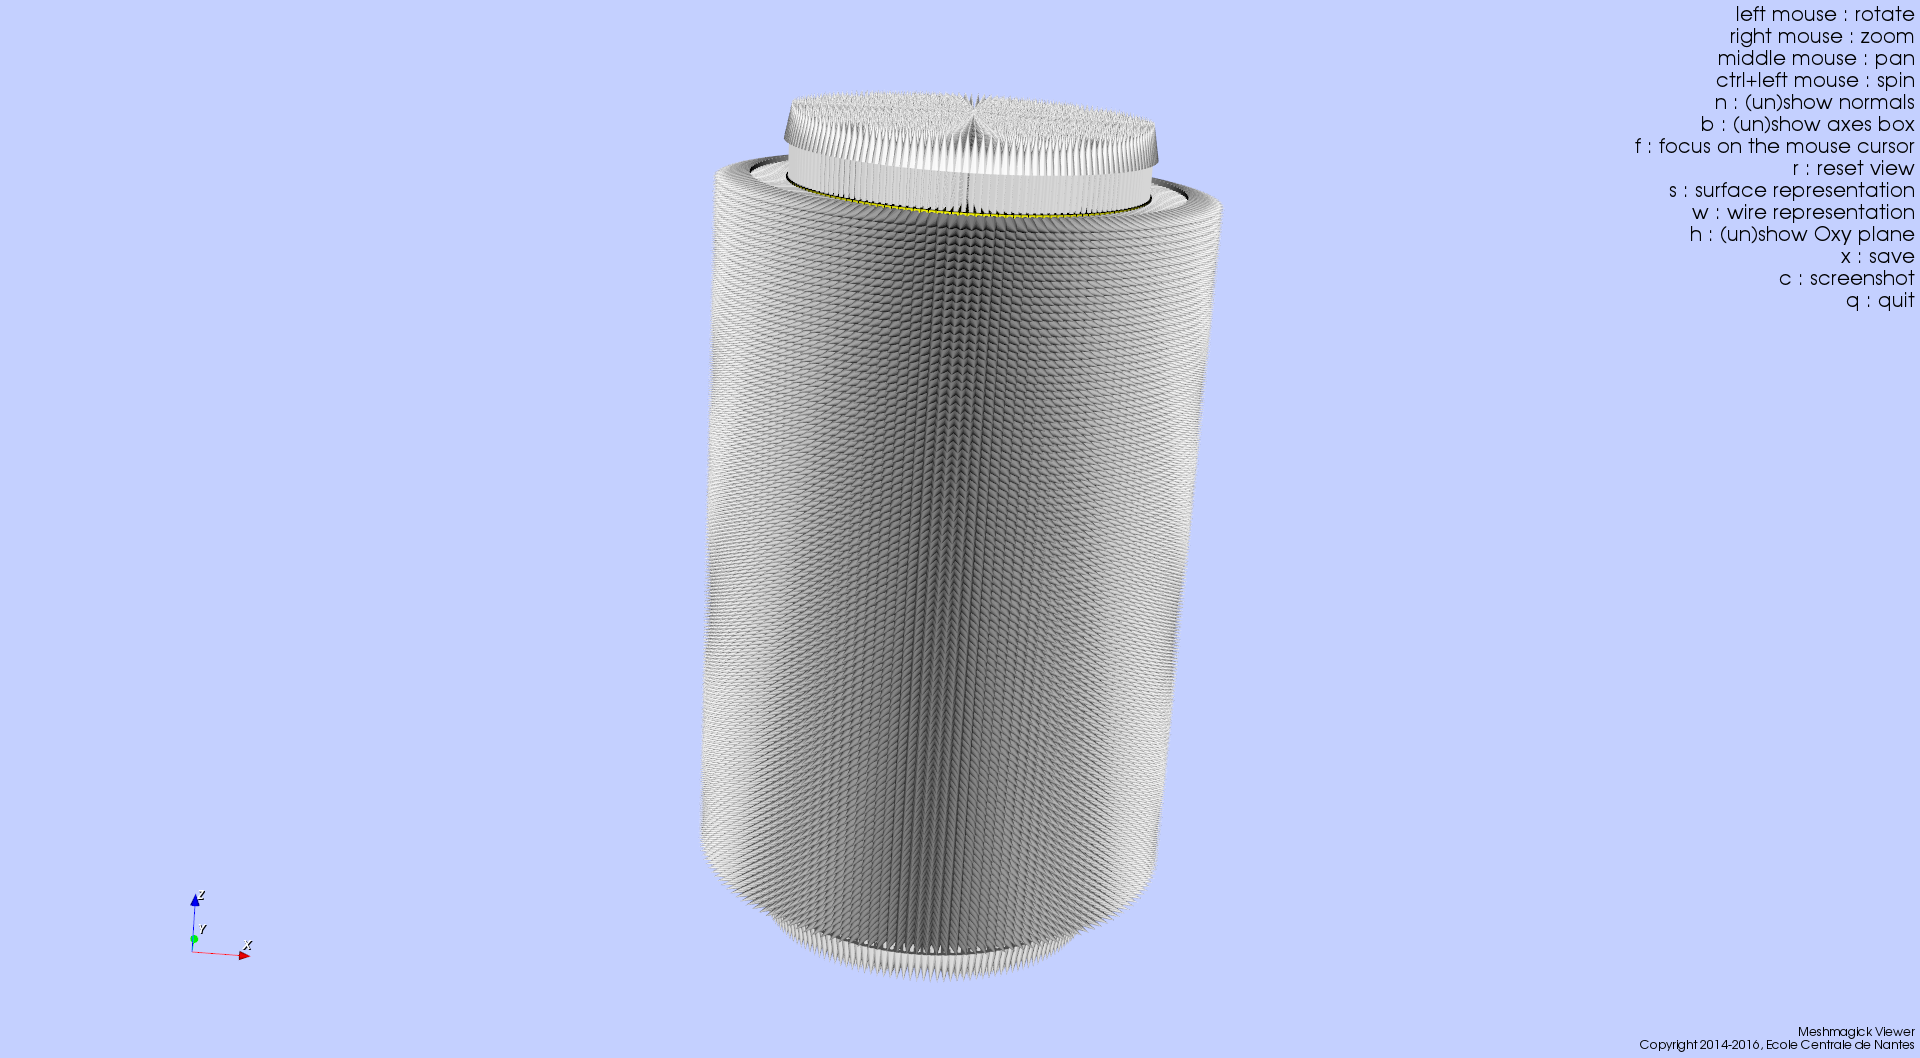 left mouse : rotate
right mouse : zoom
middle mouse : pan
ctrl+left mouse : spin
n : (un)show normals
b : (un)show axes box
f : focus on the mouse cursor
r : reset view
s : surface representation
w : wire representation
h : (un)show Oxy plane
x : save
c : screenshot
q : quit
Z
Y
X
Meshmagick Viewer
Copyright 2014-2016, Ecole Centrale de Nantes